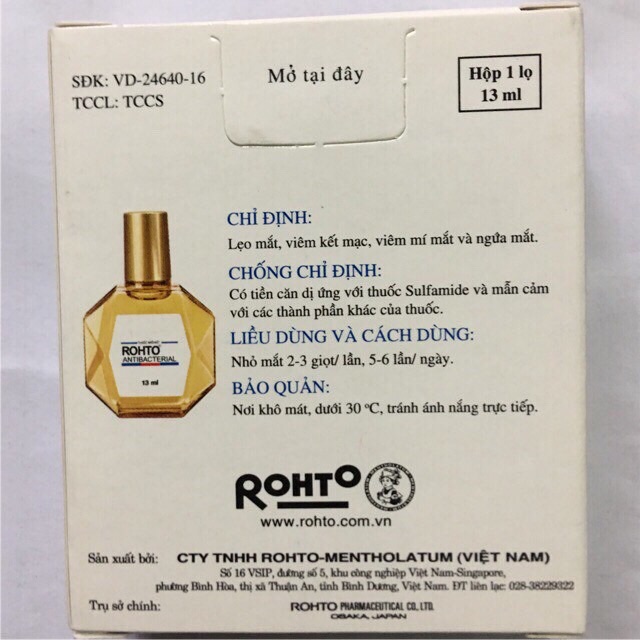 SĐK: VD-24640-16
TCCL: TCCS
Mở tại đây
Hộp 1 lọ
13 ml
CHỈ ĐỊNH:
Lẹo mắt, viêm kết mạc, viêm mí mắt và ngứa mắt.
CHỐNG CHỈ ĐỊNH:
Có tiền căn dị ứng với thuốc Sulfamide và mẫn cảm
với các thành phần khác của thuốc.
LIỀU DÙNG VÀ CÁCH DÙNG:
Nhỏ mắt 2-3 giọt/ lần, 5-6 lần/ ngày.
BẢO QUẢN:
Nơi khô mát, dưới 30 °C, tránh ánh nắng trực tiếp.
ROHTO
ANTIBACTERIAL
13 ml
ROHTO
www.rohto.com.vn
Sản xuất bởi: CTY TNHH ROHTO-MENTHOLATUM (VIỆT NAM)
Số 16 VSIP, đường số 5, khu công nghiệp Việt Nam-Singapore,
phường Bình Hòa, thị xã Thuận An, tỉnh Bình Dương, Việt Nam. ĐT liên lạc: 028-38229322
Trụ sở chính: ROHTO PHARMACEUTICAL CO., LTD.
OSAKA, JAPAN